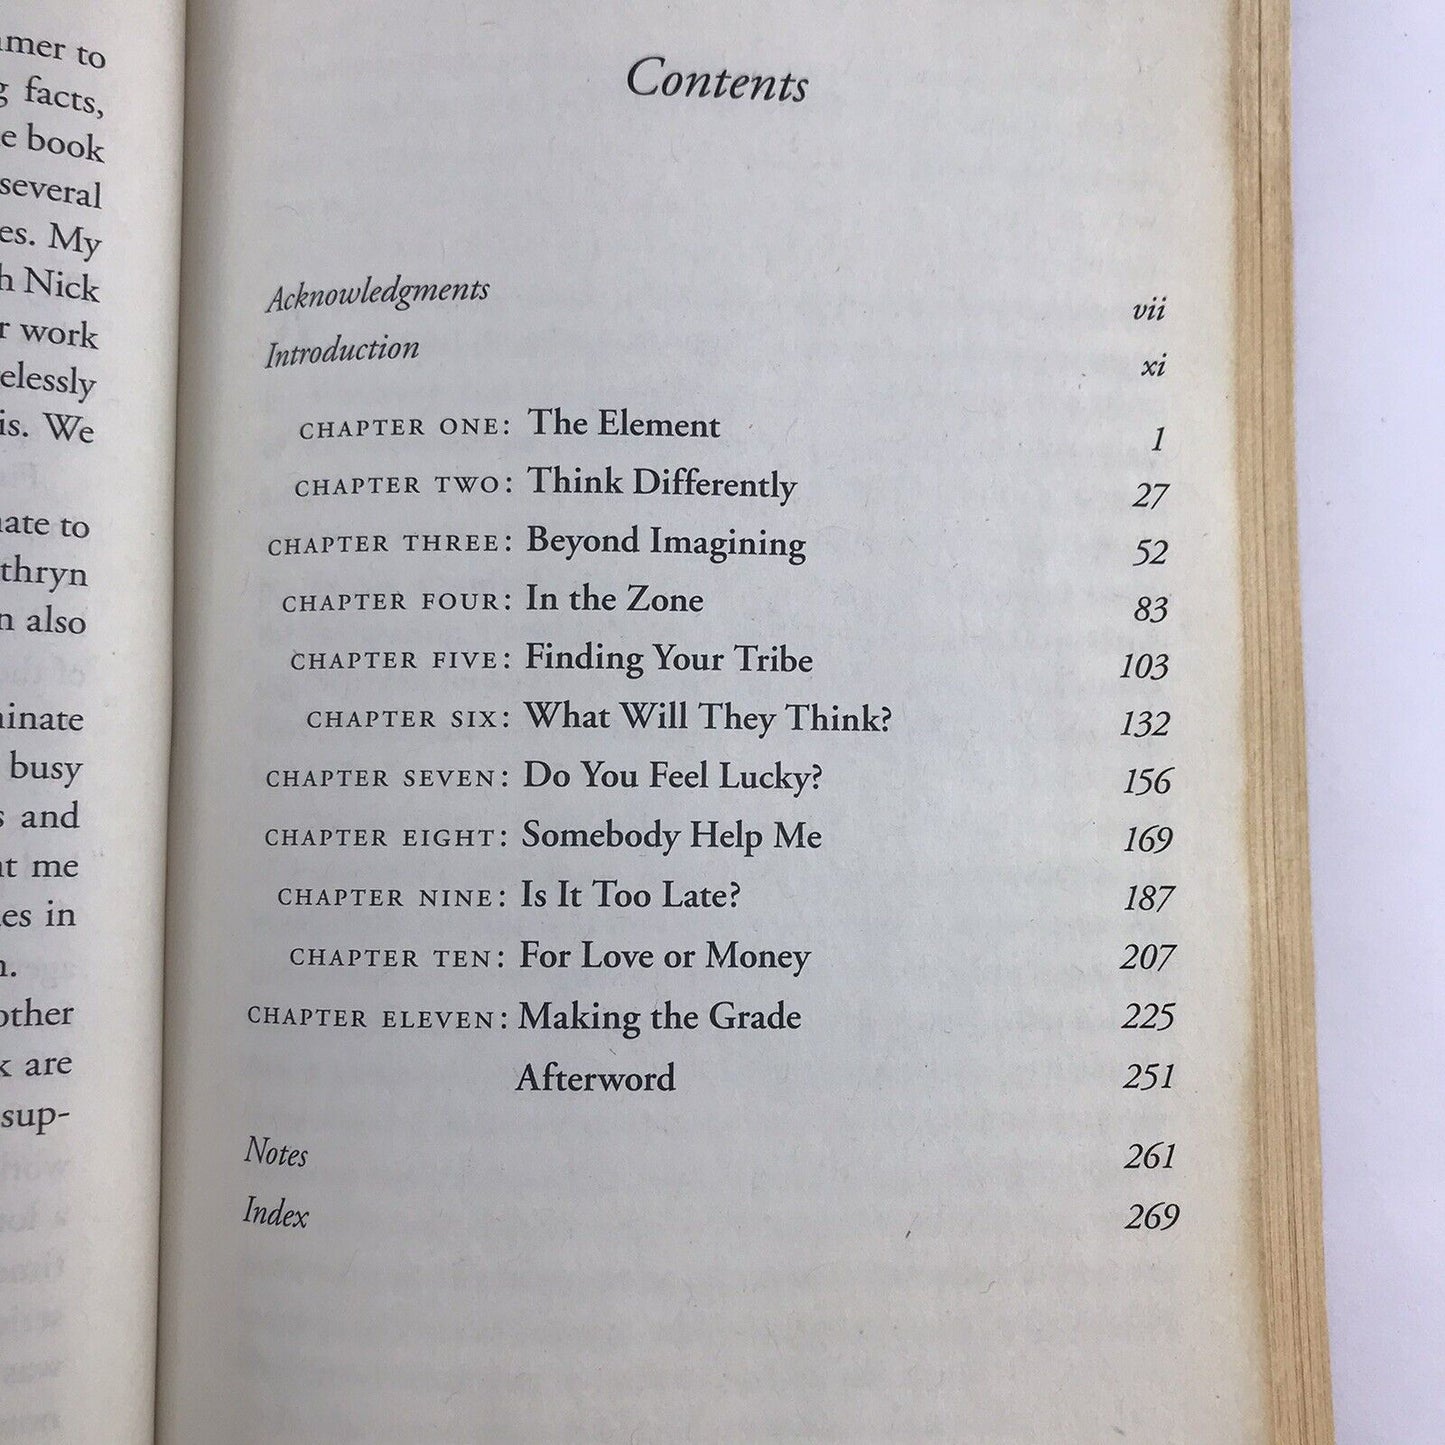 mer to
facts,
e book
several
es. My
h Nick
r work
elessly
is. We
ate to
thryn
n also
inate
busy
s and
t me
es in
n.
other
k are
sup-
Contents
Acknowledgments vii
Introduction xi
CHAPTER ONE: The Element 1
CHAPTER TWO: Think Differently 27
CHAPTER THREE: Beyond Imagining 52
CHAPTER FOUR: In the Zone 83
CHAPTER FIVE: Finding Your Tribe 103
CHAPTER SIX: What Will They Think? 132
CHAPTER SEVEN: Do You Feel Lucky? 156
CHAPTER EIGHT: Somebody Help Me 169
CHAPTER NINE: Is It Too Late? 187
CHAPTER TEN: For Love or Money 207
CHAPTER ELEVEN: Making the Grade 225
Afterword 251
Notes 261
Index 269